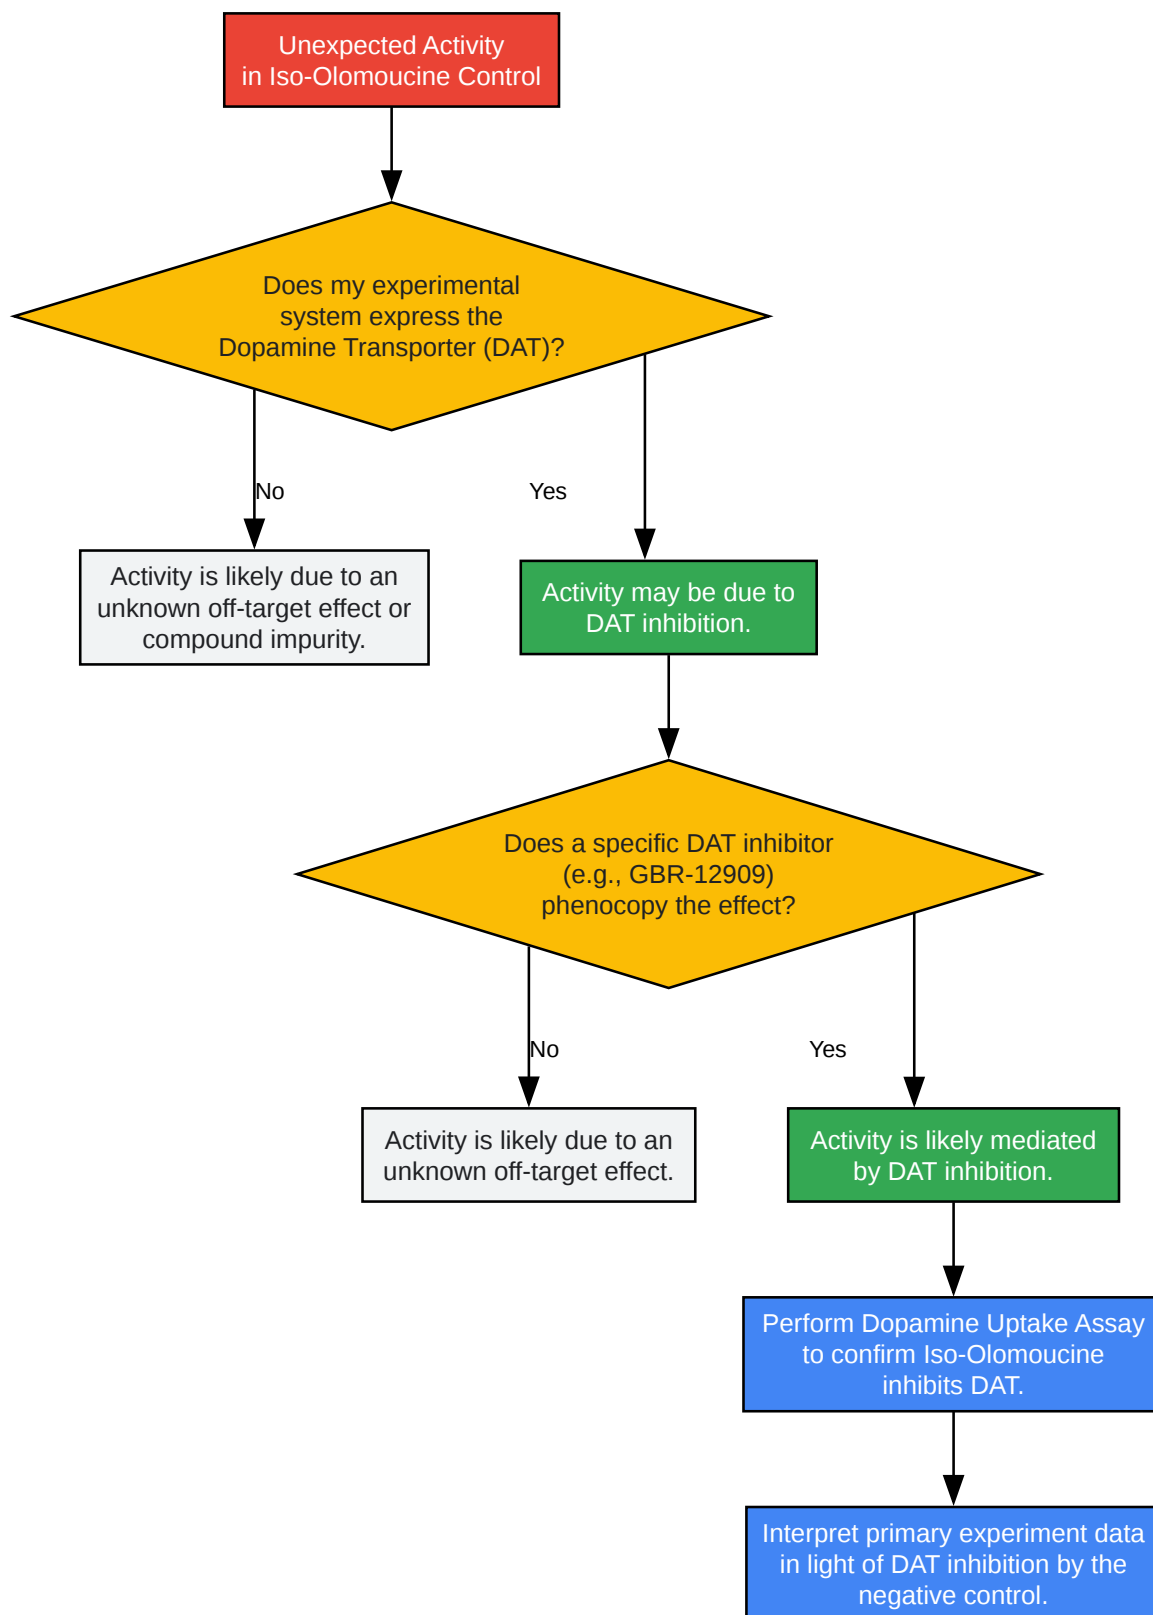 Unexpected Activity
in Iso-Olomoucine Control
Does my experimental
system express the
Dopamine Transporter (DAT)?
No
Yes
Activity is likely due to an
unknown off-target effect or
compound impurity.
Activity may be due to
DAT inhibition.
Does a specific DAT inhibitor
(e.g., GBR-12909)
phenocopy the effect?
No
Yes
Activity is likely due to an
unknown off-target effect.
Activity is likely mediated
by DAT inhibition.
Perform Dopamine Uptake Assay
to confirm Iso-Olomoucine
inhibits DAT.
Interpret primary experiment data
in light of DAT inhibition by the
negative control.